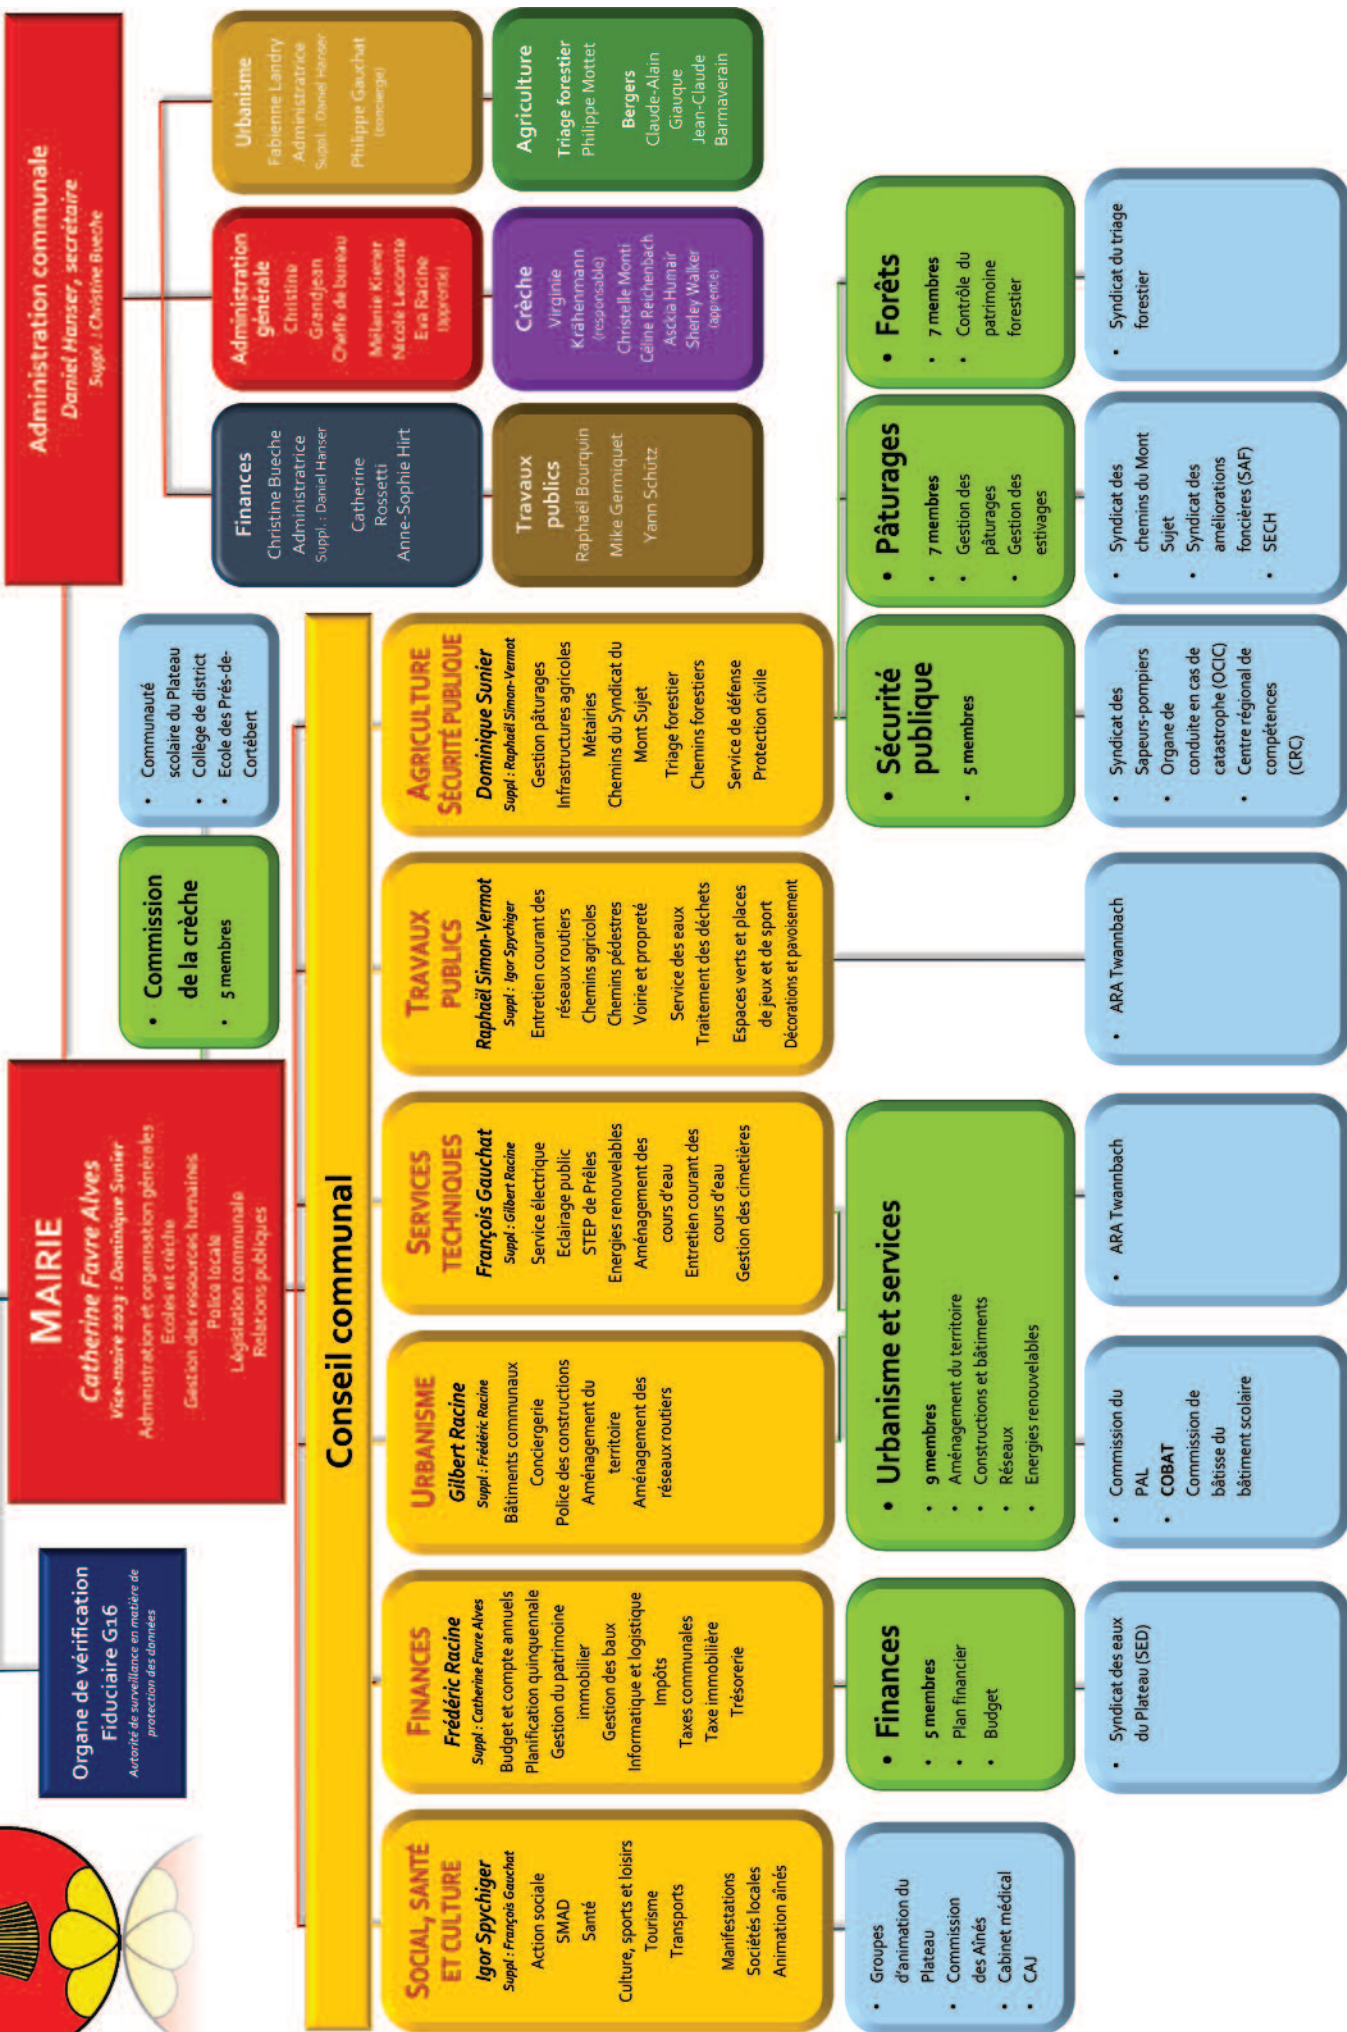 Organe de vérification
Fiduciaire G16
Autorité de surveillance en matière de
protection des données
MAIRIE
Catherine Favre Alves
Vice-maire 2023 : Dominique Sunier
Administration et organisation générales
Ecoles et crèche
Gestion des ressources humaines
Police locale
Législation communale
Relations publiques
• Commission
de la crèche
• 5 membres
• Communauté
scolaire du Plateau
• Collège de district
• Ecole des Prés-de-
Cortébert
Administration communale
Daniel Hanser, secrétaire
Suppl : Christine Bueche
Finances
Christine Bueche
Administratrice
Suppl.: Daniel Hanser
Catherine
Rossetti
Anne-Sophie Hirt
Administration
générale
Christine
Grandjean
Cheffe de bureau
Mélanie Kiener
Nicole Lecomte
Eva Farine
(apprentie)
Urbanisme
Fabienne Landry
Administratrice
Suppl.: Daniel Hanser
Philippe Gauchat
(concierge)
Travaux
publics
Raphaël Bourquin
Mike Germiquet
Yann Schütz
Crèche
Virginie
Krähenmann
(responsable)
Christelle Monti
Céline Reichenbach
Asckia Humair
Sherley Walker
(apprentie)
Agriculture
Triage forestier
Philippe Mottet
Bergers
Claude-Alain
Giauque
Jean-Claude
Barmaverain
Conseil communal
SOCIAL, SANTÉ
ET CULTURE
Igor Spychiger
Suppl : François Gauchat
Action sociale
SMAD
Santé
Culture, sports et loisirs
Tourisme
Transports
Manifestations
Sociétés locales
Animation aînés
FINANCES
Frédéric Racine
Suppl : Catherine Favre Alves
Budget et compte annuels
Planification quinquennale
Gestion du patrimoine
immobilier
Gestion des baux
Informatique et logistique
Impôts
Taxes communales
Taxe immobilière
Trésorerie
URBANISME
Gilbert Racine
Suppl : Frédéric Racine
Bâtiments communaux
Conciergerie
Police des constructions
Aménagement du
territoire
Aménagement des
réseaux routiers
SERVICES
TECHNIQUES
François Gauchat
Suppl : Gilbert Racine
Service électrique
Eclairage public
STEP de Prêles
Energies renouvelables
Aménagement des
cours d'eau
Entretien courant des
cours d'eau
Gestion des cimetières
TRAVAUX
PUBLICS
Raphaël Simon-Vermot
Suppl : Igor Spychiger
Entretien courant des
réseaux routiers
Chemins agricoles
Chemins pédestres
Voirie et propreté
Service des eaux
Traitement des déchets
Espaces verts et places
de jeux et de sport
Décorations et pavoisement
AGRICULTURE
SÉCURITÉ PUBLIQUE
Dominique Sunier
Suppl : Raphaël Simon-Vermot
Gestion pâturages
Infrastructures agricoles
Métairies
Chemins du Syndicat du
Mont Sujet
Triage forestier
Chemins forestiers
Service de défense
Protection civile
• Finances
• 5 membres
• Plan financier
• Budget
• Urbanisme et services
• 9 membres
• Aménagement du territoire
• Constructions et bâtiments
• Réseaux
• Energies renouvelables
• Sécurité
publique
• 5 membres
• Pâturages
• 7 membres
• Gestion des
pâturages
• Gestion des
estivages
• Forêts
• 7 membres
• Contrôle du
patrimoine
forestier
• Groupes
d'animation du
Plateau
• Commission
des Aînés
• Cabinet médical
• CAJ
• Syndicat des eaux
du Plateau (SED)
• Commission du
PAL
• COBAT
Commission de
bâtisse du
bâtiment scolaire
• ARA Twannbach
• ARA Twannbach
• Syndicat des
Sapeurs-pompiers
• Organe de
conduite en cas de
catastrophe (OCIC)
• Centre régional de
compétences
(CRC)
• Syndicat des
chemins du Mont
Sujet
• Syndicat des
améliorations
foncières (SAF)
• SECH
• Syndicat du triage
forestier